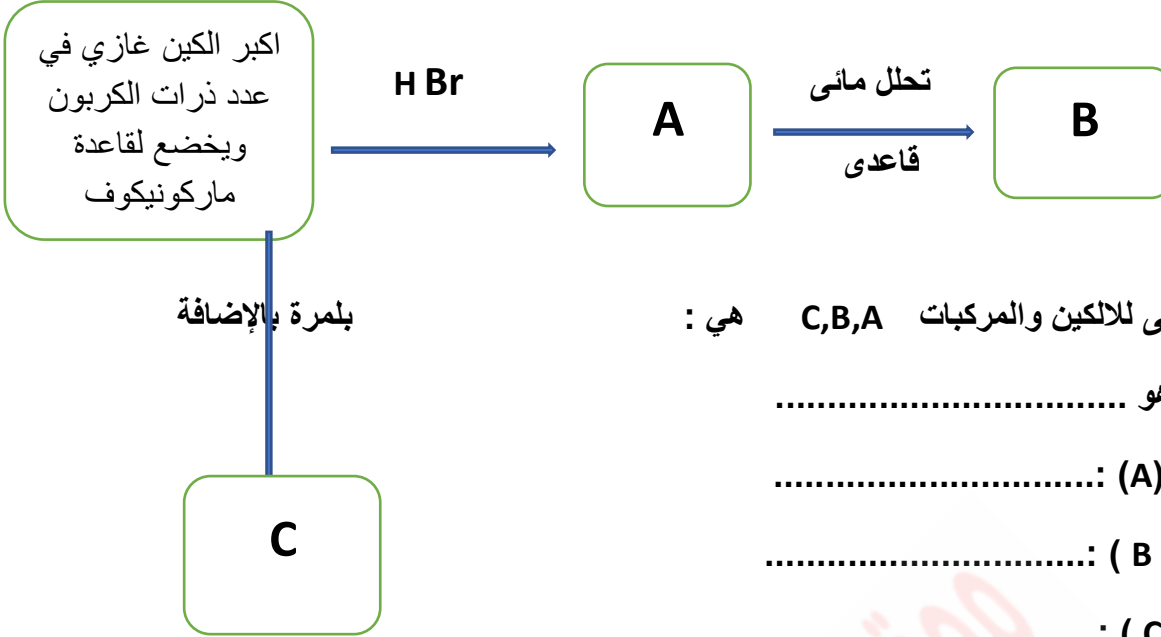 اكبر الكين غازي في
عدد ذرات الكربون
ويخضع لقاعدة
ماركونيكوف
H Br
A
تحلل مائى
قاعدى
B
بلمرة بالإضافة
للالكين والمركبات C,B,A هي :
................................
(A) :..............................
( B ) :..............................
C